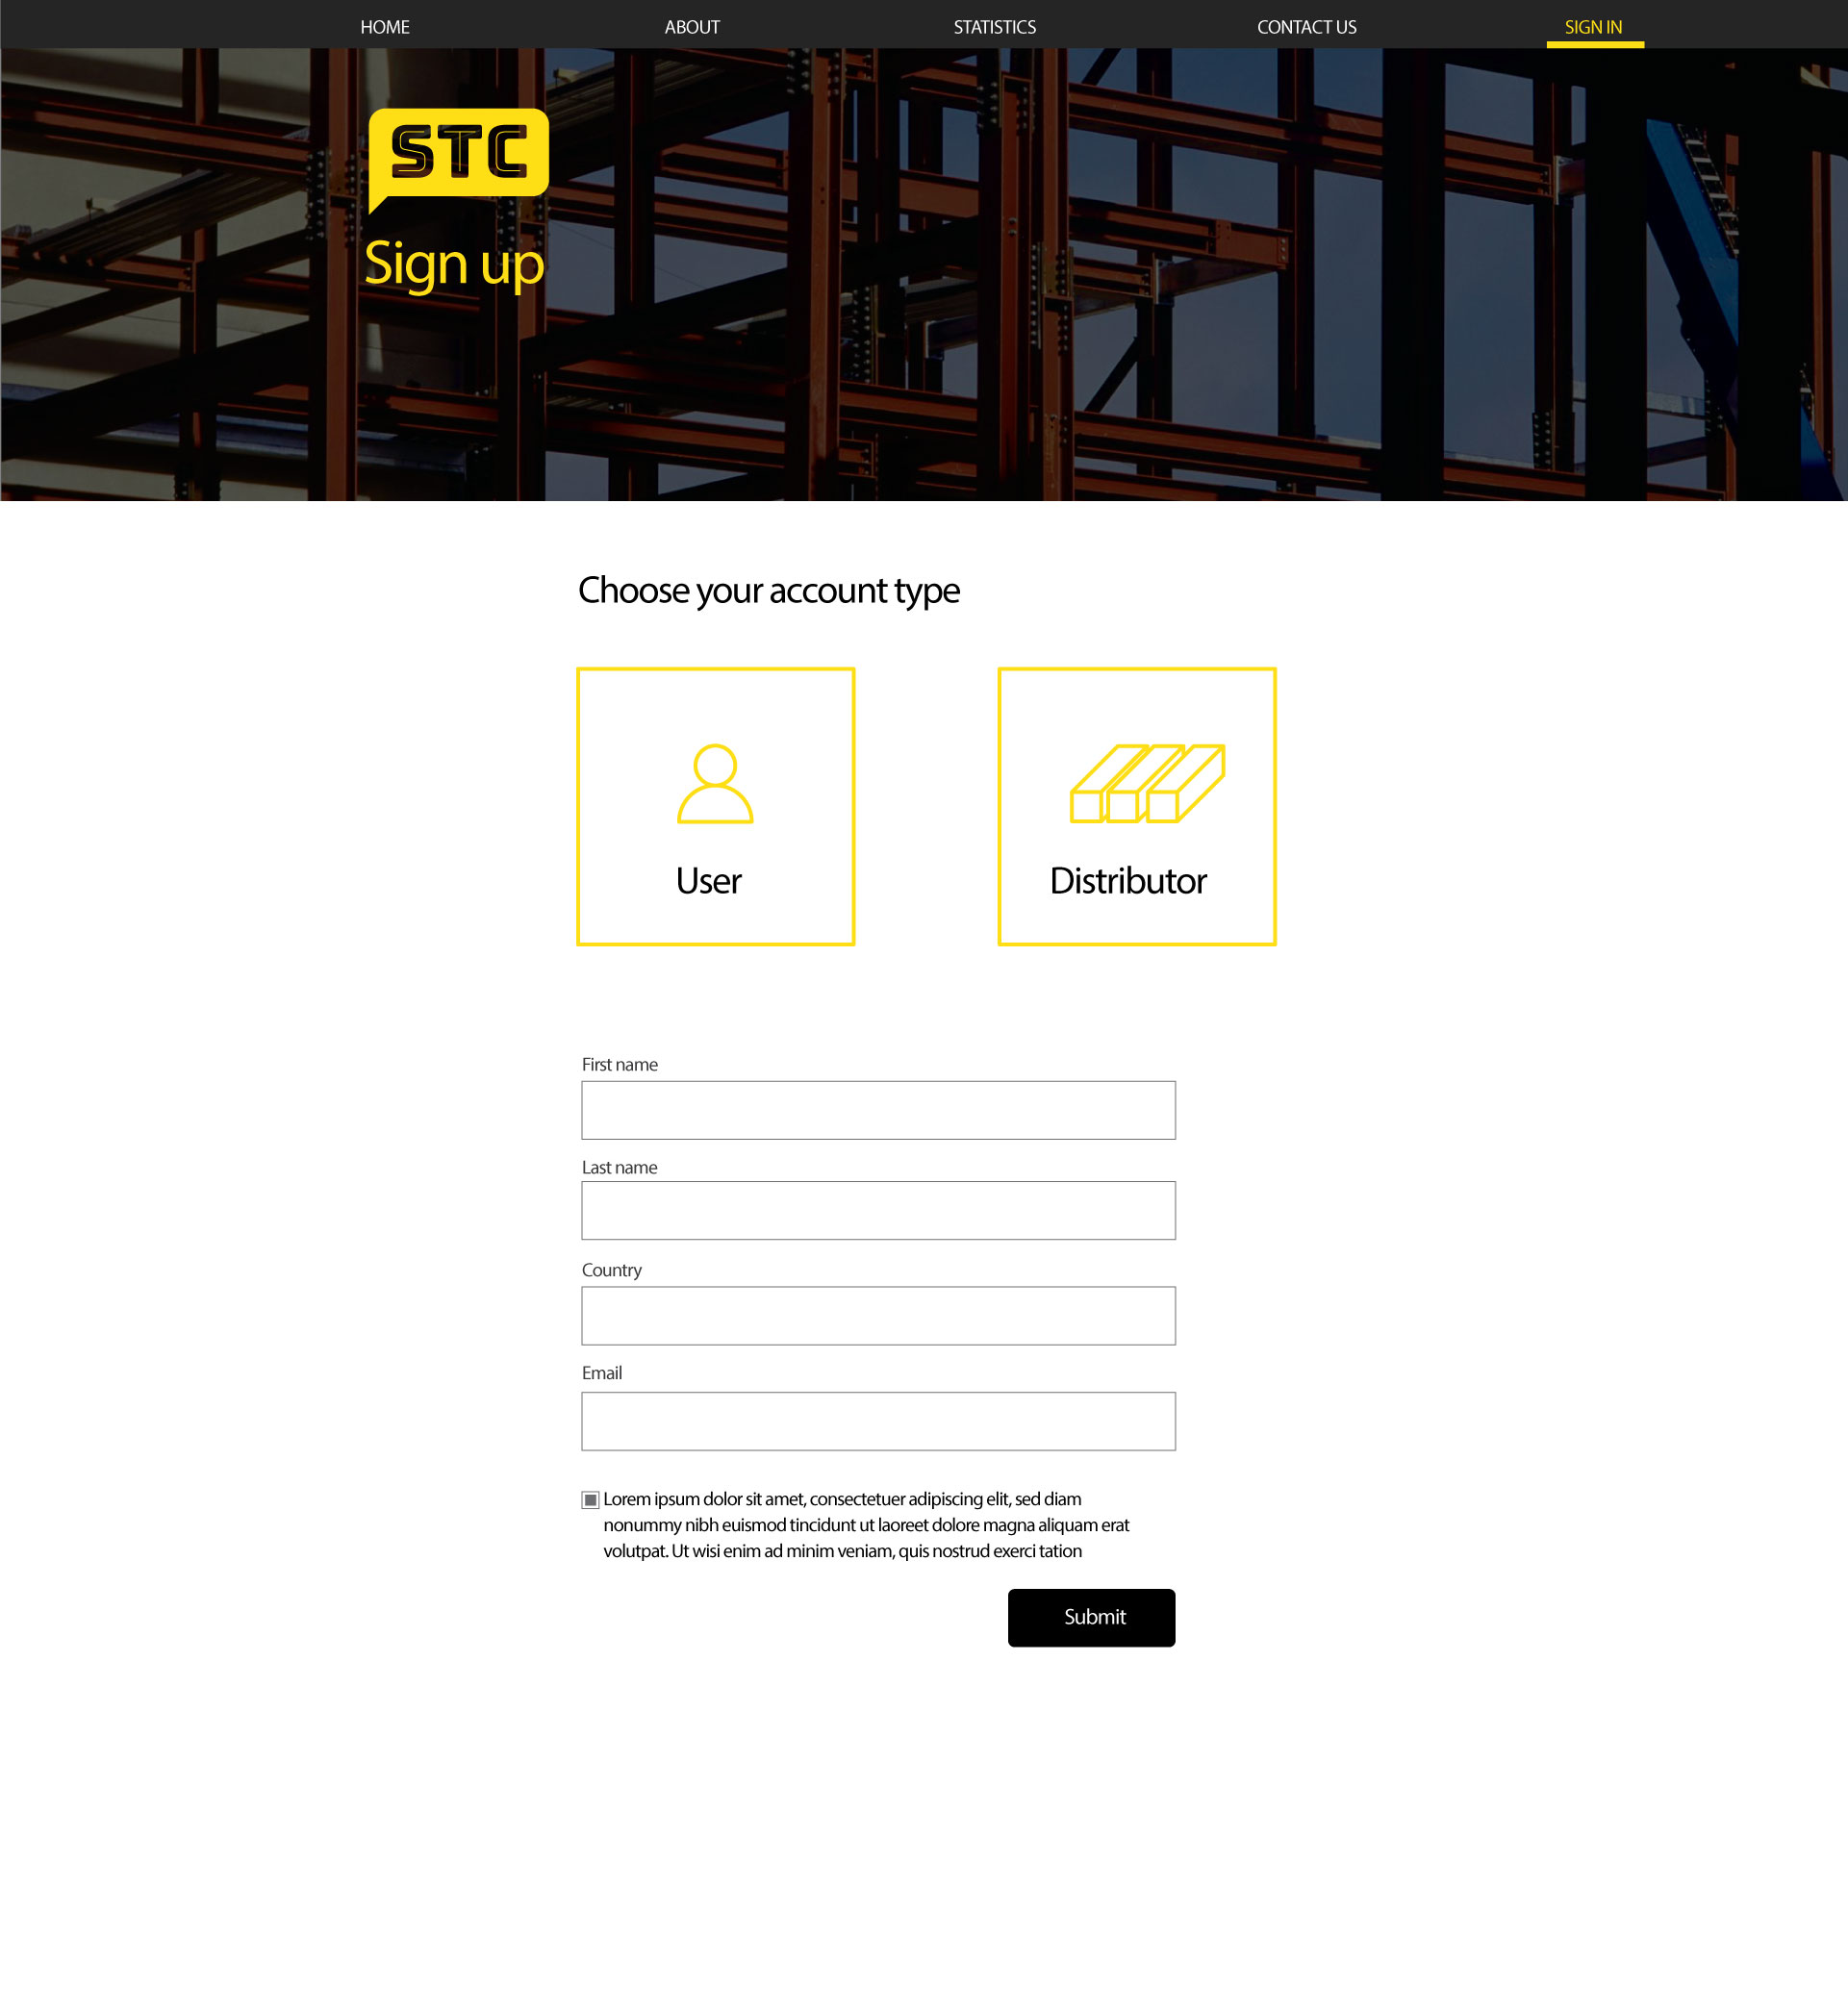 HOME ABOUT STATISTICS CONTACT US SIGN IN
STC
Sign up
Choose your account type
User Distributor
First name
Last name
Country
Email
Lorem ipsum dolor sit amet, consectetuer adipiscing elit, sed diam
nonummy nibh euismod tincidunt ut laoreet dolore magna aliquam erat
volutpat. Ut wisi enim ad minim veniam, quis nostrud exerci tation
Submit